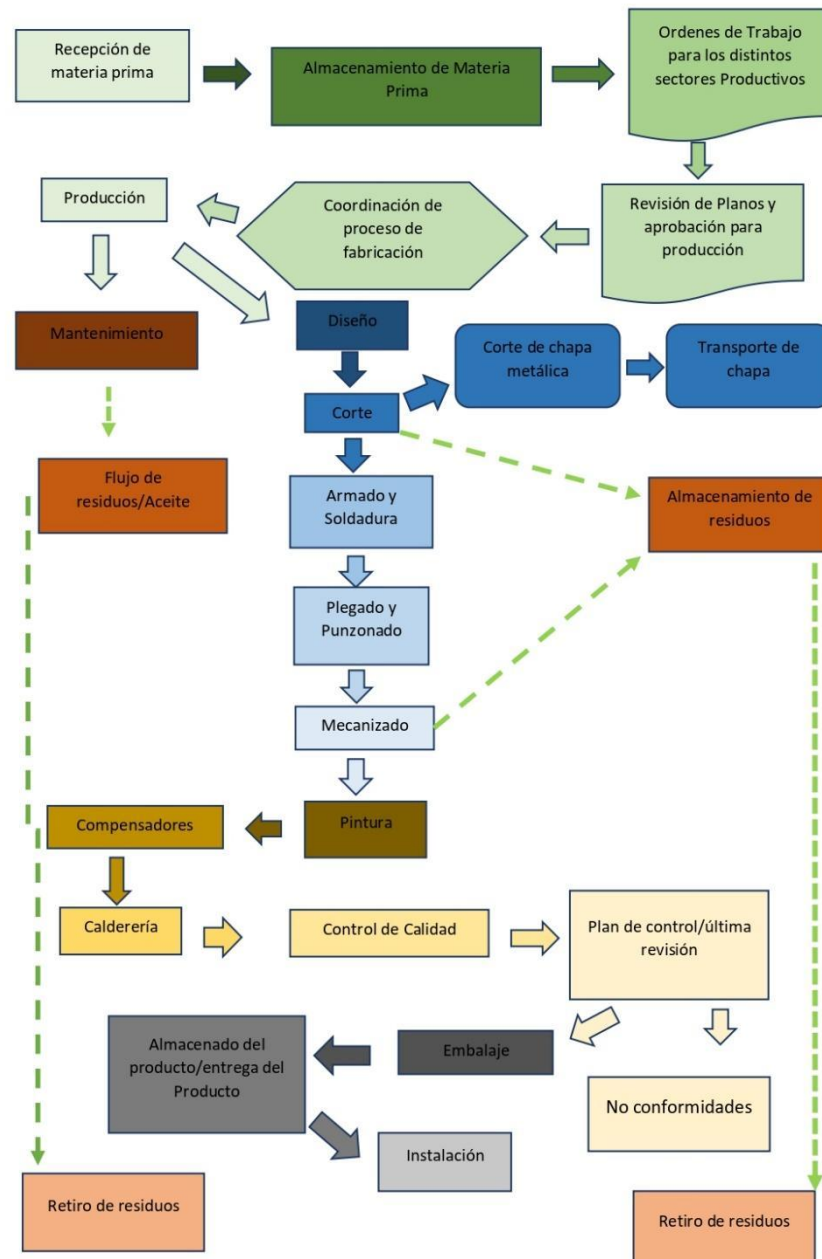 Recepción de
materia prima
Almacenamiento de Materia
Prima
Ordenes de Trabajo
para los distintos
sectores Productivos
Producción
Coordinación de
proceso de
fabricación
Revisión de Planos y
aprobación para
producción
Mantenimiento
Diseño
Corte de chapa
metálica
Transporte de
chapa
Corte
Flujo de
residuos/Aceite
Armado y
Soldadura
Almacenamiento de
residuos
Plegado y
Punzonado
Mecanizado
Compensadores
Pintura
Calderería
Control de Calidad
Plan de control/última
revisión
Almacenado del
producto/entrega del
Producto
Embalaje
No conformidades
Instalación
Retiro de residuos
Retiro de residuos